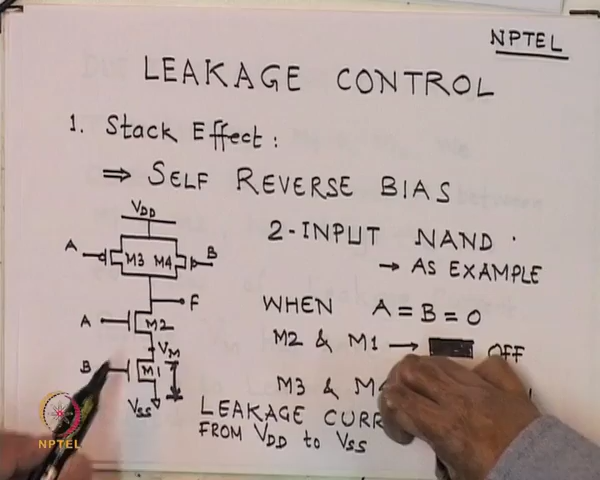 NPTEL
LEAKAGE CONTROL
1. Stack Effect:
⇒ SELF REVERSE BIAS
VDD
2-INPUT NAND
→ AS EXAMPLE
A M3 M4 B
F
WHEN A = B = 0
A M2
M2 & M1 → OFF
VM
B M1
M3 &
VSS
LEAKAGE
FROM VDD to VSS
NPTEL